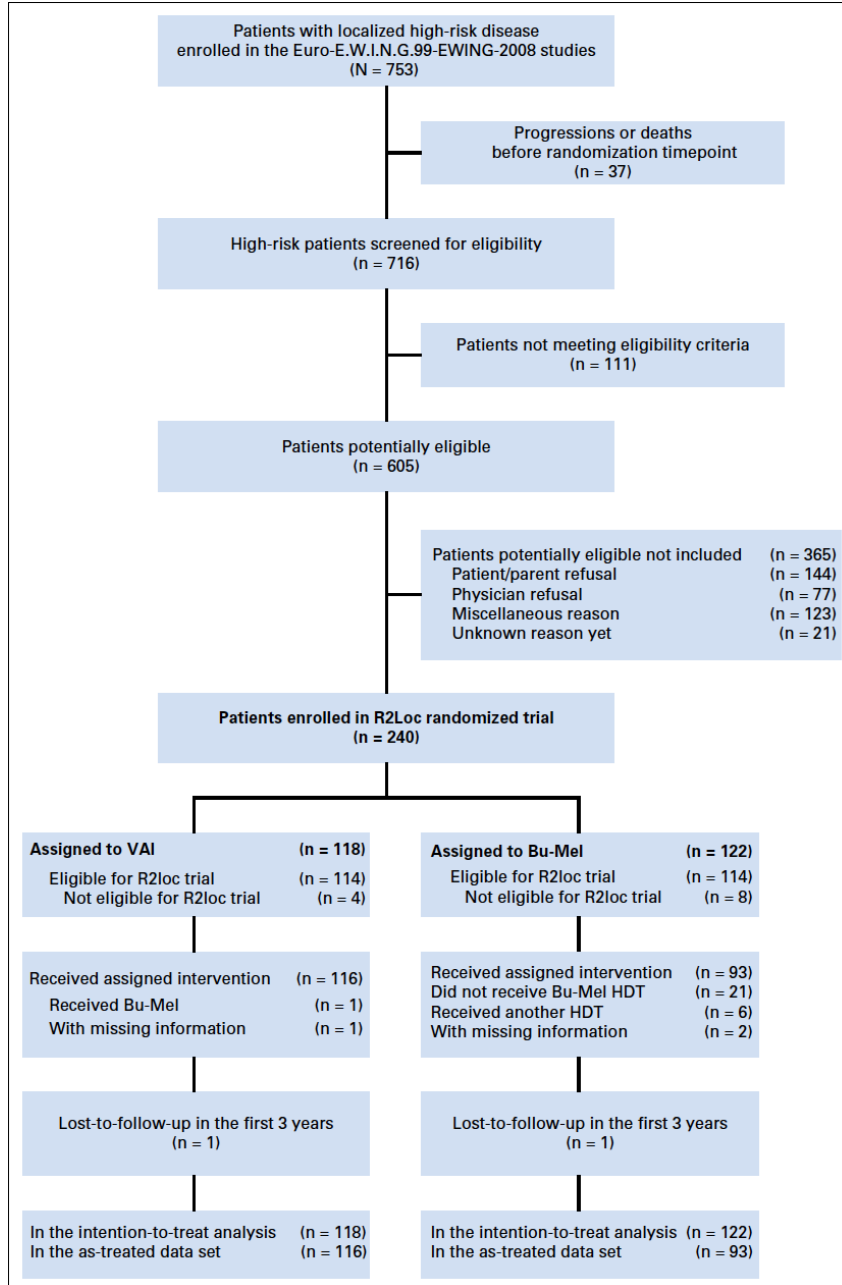 Patients with localized high-risk disease
enrolled in the Euro-E.W.I.N.G.99-EWING-2008 studies
(N = 753)
Progressions or deaths
before randomization timepoint
(n = 37)
High-risk patients screened for eligibility
(n = 716)
Patients not meeting eligibility criteria
(n = 111)
Patients potentially eligible
(n = 605)
Patients potentially eligible not included (n = 365)
Patient/parent refusal (n = 144)
Physician refusal (n = 77)
Miscellaneous reason (n = 123)
Unknown reason yet (n = 21)
Patients enrolled in R2Loc randomized trial
(n = 240)
Assigned to VAI (n = 118)
Eligible for R2loc trial (n = 114)
Not eligible for R2loc trial (n = 4)
Assigned to Bu-Mel (n = 122)
Eligible for R2loc trial (n = 114)
Not eligible for R2loc trial (n = 8)
Received assigned intervention (n = 116)
Received Bu-Mel (n = 1)
With missing information (n = 1)
Received assigned intervention (n = 93)
Did not receive Bu-Mel HDT (n = 21)
Received another HDT (n = 6)
With missing information (n = 2)
Lost-to-follow-up in the first 3 years
(n = 1)
Lost-to-follow-up in the first 3 years
(n = 1)
In the intention-to-treat analysis (n = 118)
In the as-treated data set (n = 116)
In the intention-to-treat analysis (n = 122)
In the as-treated data set (n = 93)